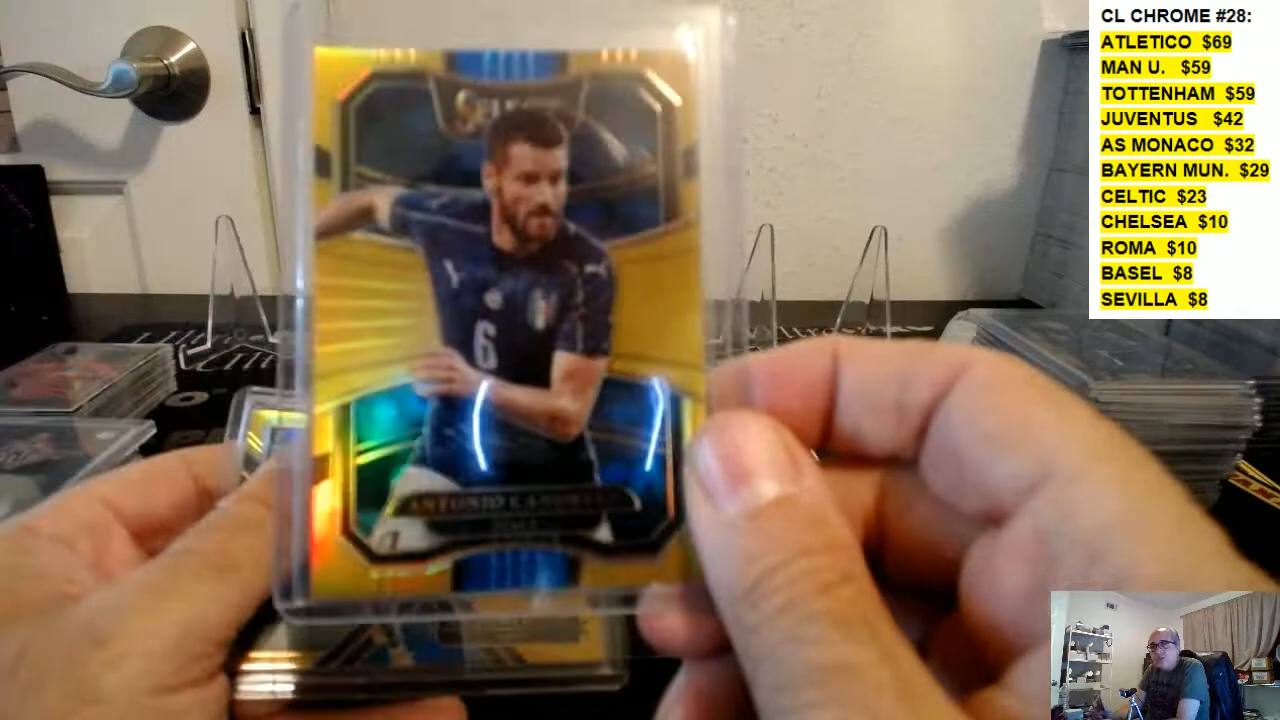 CL CHROME #28:
ATLETICO $69
MAN U. $59
TOTTENHAM $59
JUVENTUS $42
AS MONACO $32
BAYERN MUN. $29
CELTIC $23
CHELSEA $10
ROMA $10
BASEL $8
SEVILLA $8
6
ANTONIO